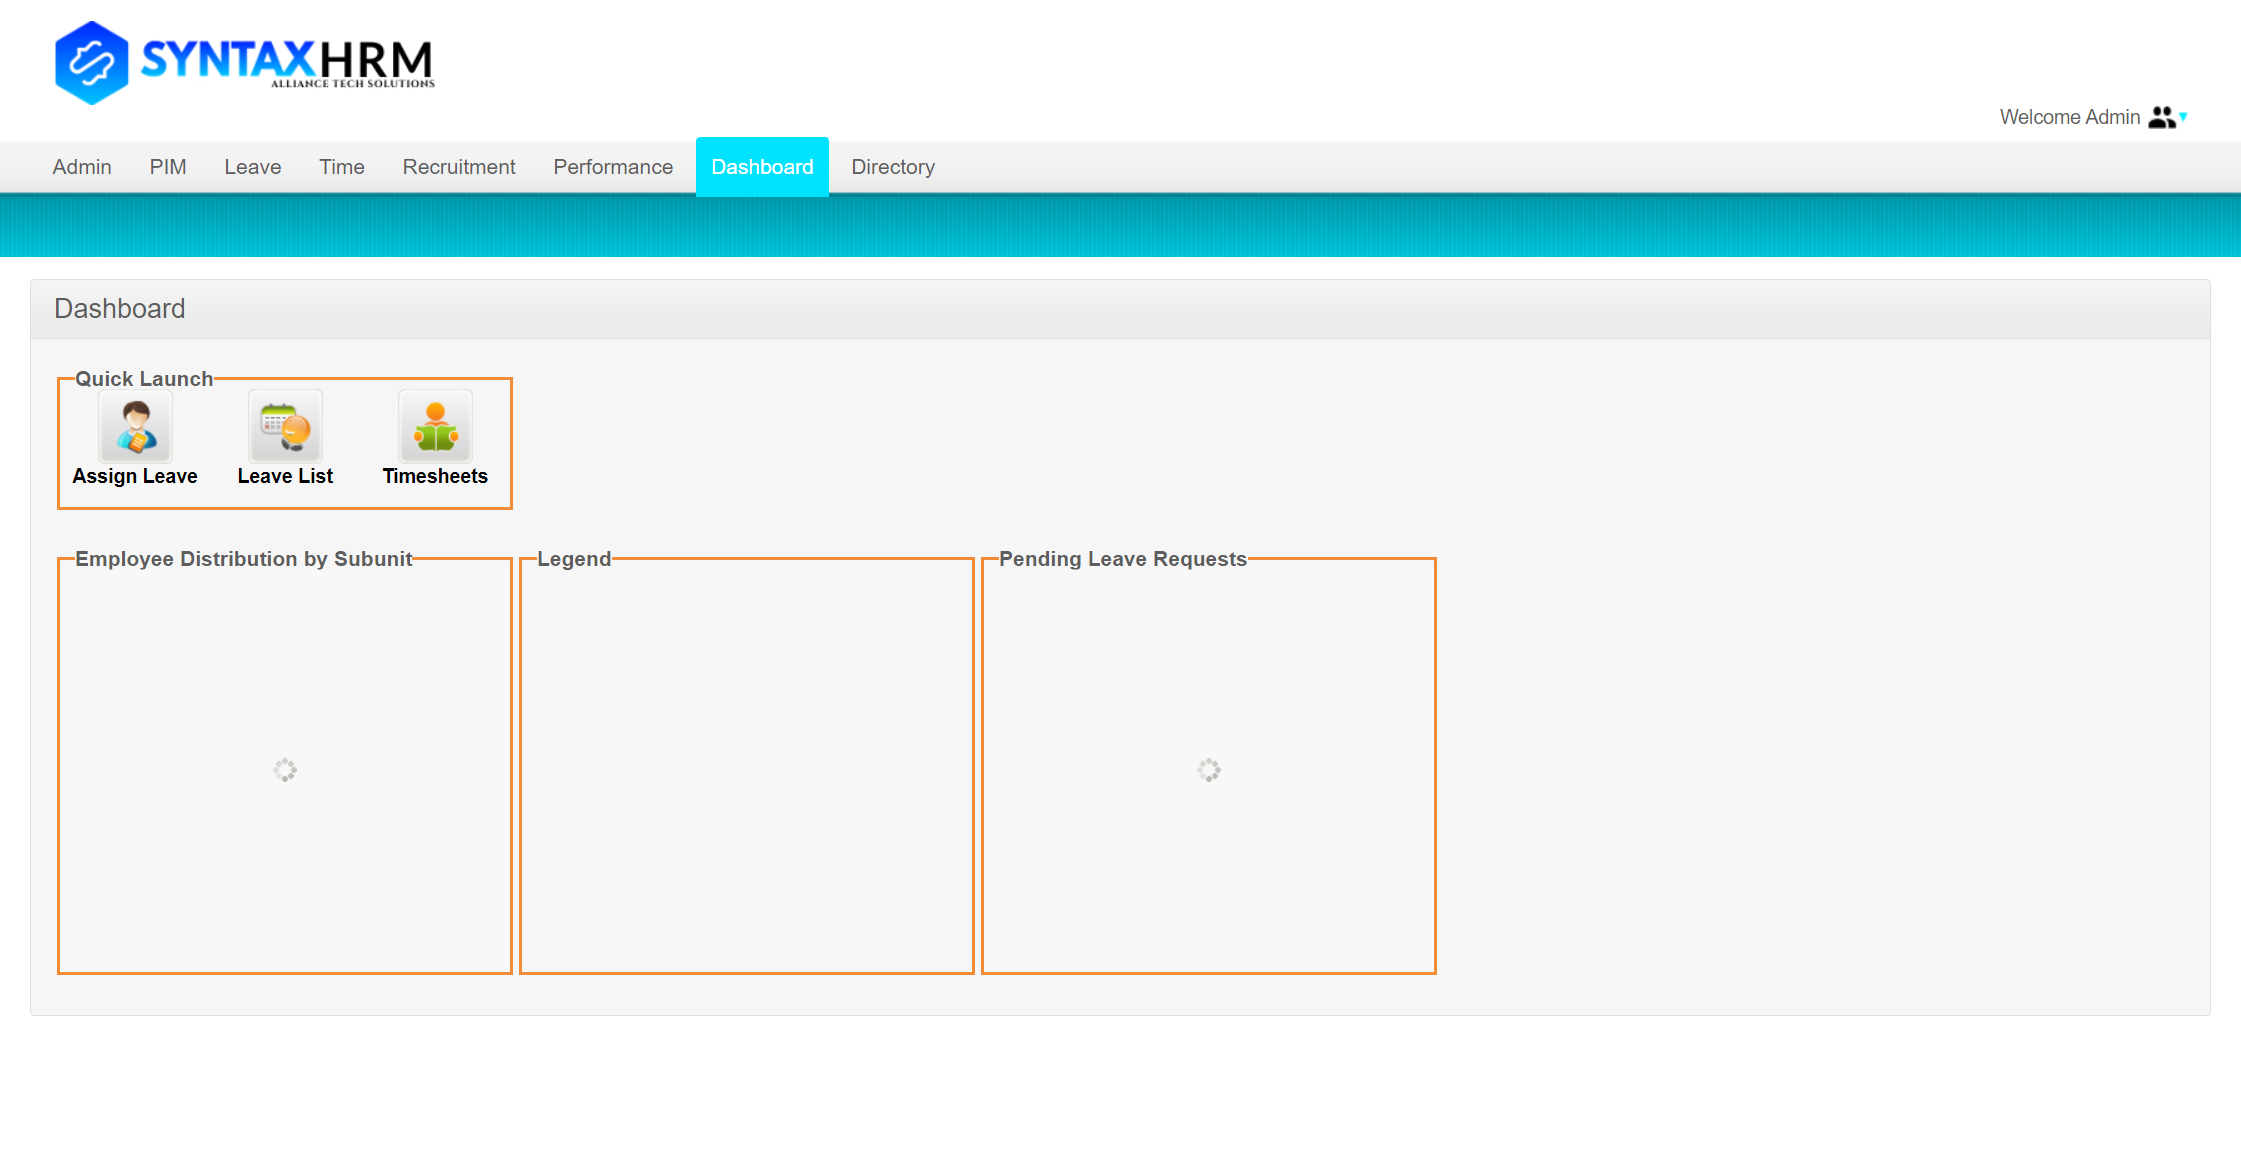 SYNTAXHRM
ALLIANCE TECH SOLUTIONS
Welcome Admin
Admin PIM Leave Time Recruitment Performance Dashboard Directory
Dashboard
Quick Launch
Assign Leave Leave List Timesheets
Employee Distribution by Subunit Legend Pending Leave Requests